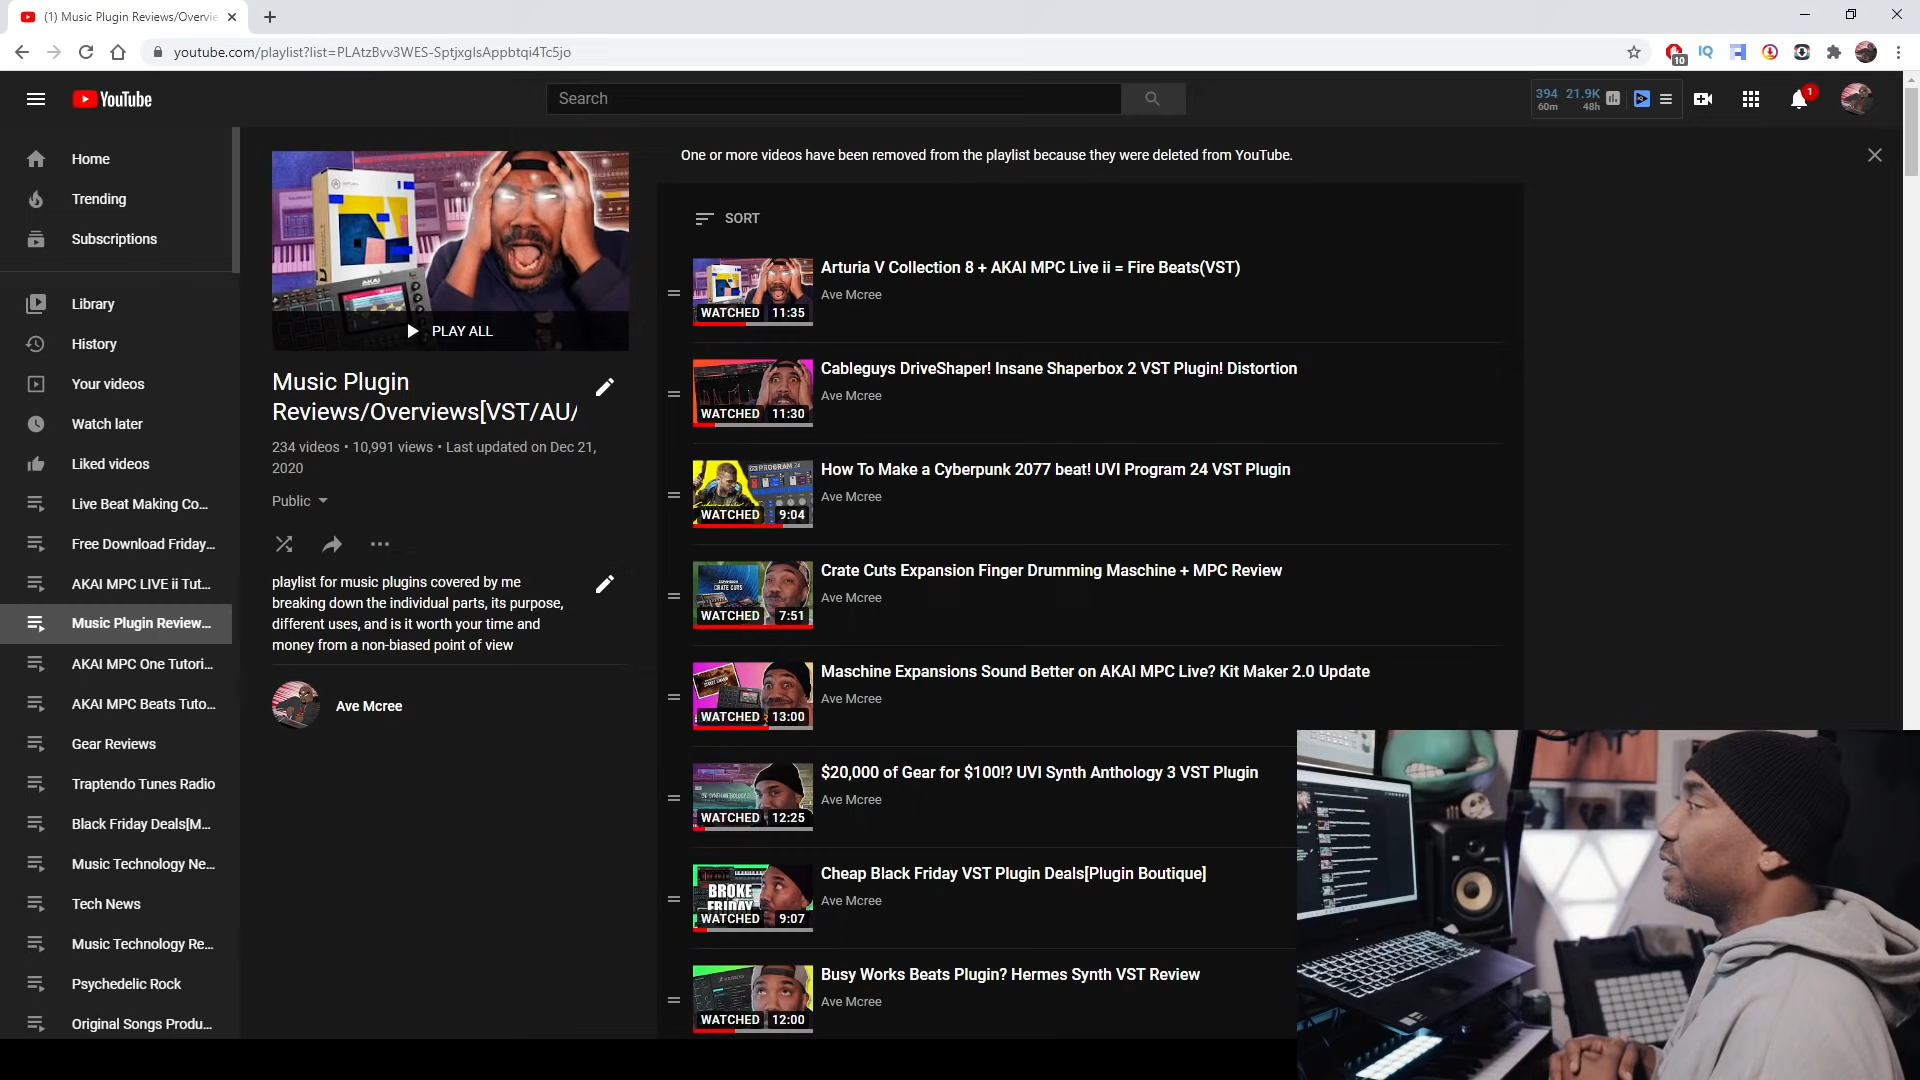 (1) Music Plugin Reviews/Overvie
youtube.com/playlist?list=PLAtzBvv3WES-SptjxgIsAppbtqi4Tc5jo
10
IQ
YouTube
Search
394 21.9K
60m 48h
1
Home
Trending
Subscriptions
Library
History
Your videos
Watch later
Liked videos
Live Beat Making Co...
Free Download Friday...
AKAI MPC LIVE ii Tut...
Music Plugin Review...
AKAI MPC One Tutori...
AKAI MPC Beats Tuto...
Gear Reviews
Traptendo Tunes Radio
Black Friday Deals[M...
Music Technology Ne...
Tech News
Music Technology Re...
Psychedelic Rock
Original Songs Produ...
AKAI
PLAY ALL
Music Plugin
Reviews/Overviews[VST/AU/
234 videos • 10,991 views • Last updated on Dec 21,
2020
Public
playlist for music plugins covered by me
breaking down the individual parts, its purpose,
different uses, and is it worth your time and
money from a non-biased point of view
Ave Mcree
One or more videos have been removed from the playlist because they were deleted from YouTube.
SORT
Arturia V Collection 8 + AKAI MPC Live ii = Fire Beats(VST)
Ave Mcree
WATCHED 11:35
Cableguys DriveShaper! Insane Shaperbox 2 VST Plugin! Distortion
Ave Mcree
WATCHED 11:30
How To Make a Cyberpunk 2077 beat! UVI Program 24 VST Plugin
Ave Mcree
PROGRAM 24
WATCHED 9:04
Crate Cuts Expansion Finger Drumming Maschine + MPC Review
Ave Mcree
CRATE CUTS
WATCHED 7:51
Maschine Expansions Sound Better on AKAI MPC Live? Kit Maker 2.0 Update
Ave Mcree
WATCHED 13:00
$20,000 of Gear for $100!? UVI Synth Anthology 3 VST Plugin
Ave Mcree
WATCHED 12:25
Cheap Black Friday VST Plugin Deals[Plugin Boutique]
Ave Mcree
BROKE
FRIDAY
WATCHED 9:07
Busy Works Beats Plugin? Hermes Synth VST Review
Ave Mcree
WATCHED 12:00